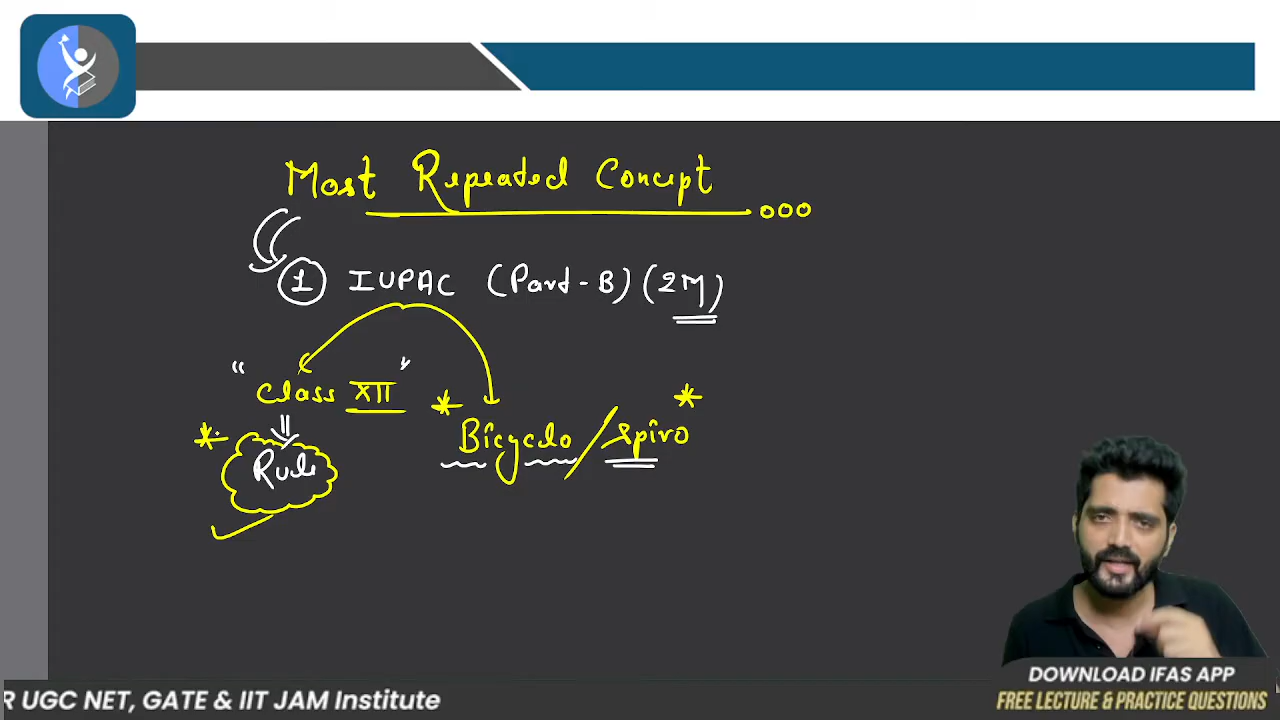 Most Repeated Concept
1 IUPAC (Part-B) (2M)
"Class XII"
* Bicyclo / Spiro *
* Rule
DOWNLOAD IFAS APP
FREE LECTURE & PRACTICE QUESTIONS
R UGC NET, GATE & IIT JAM Institute